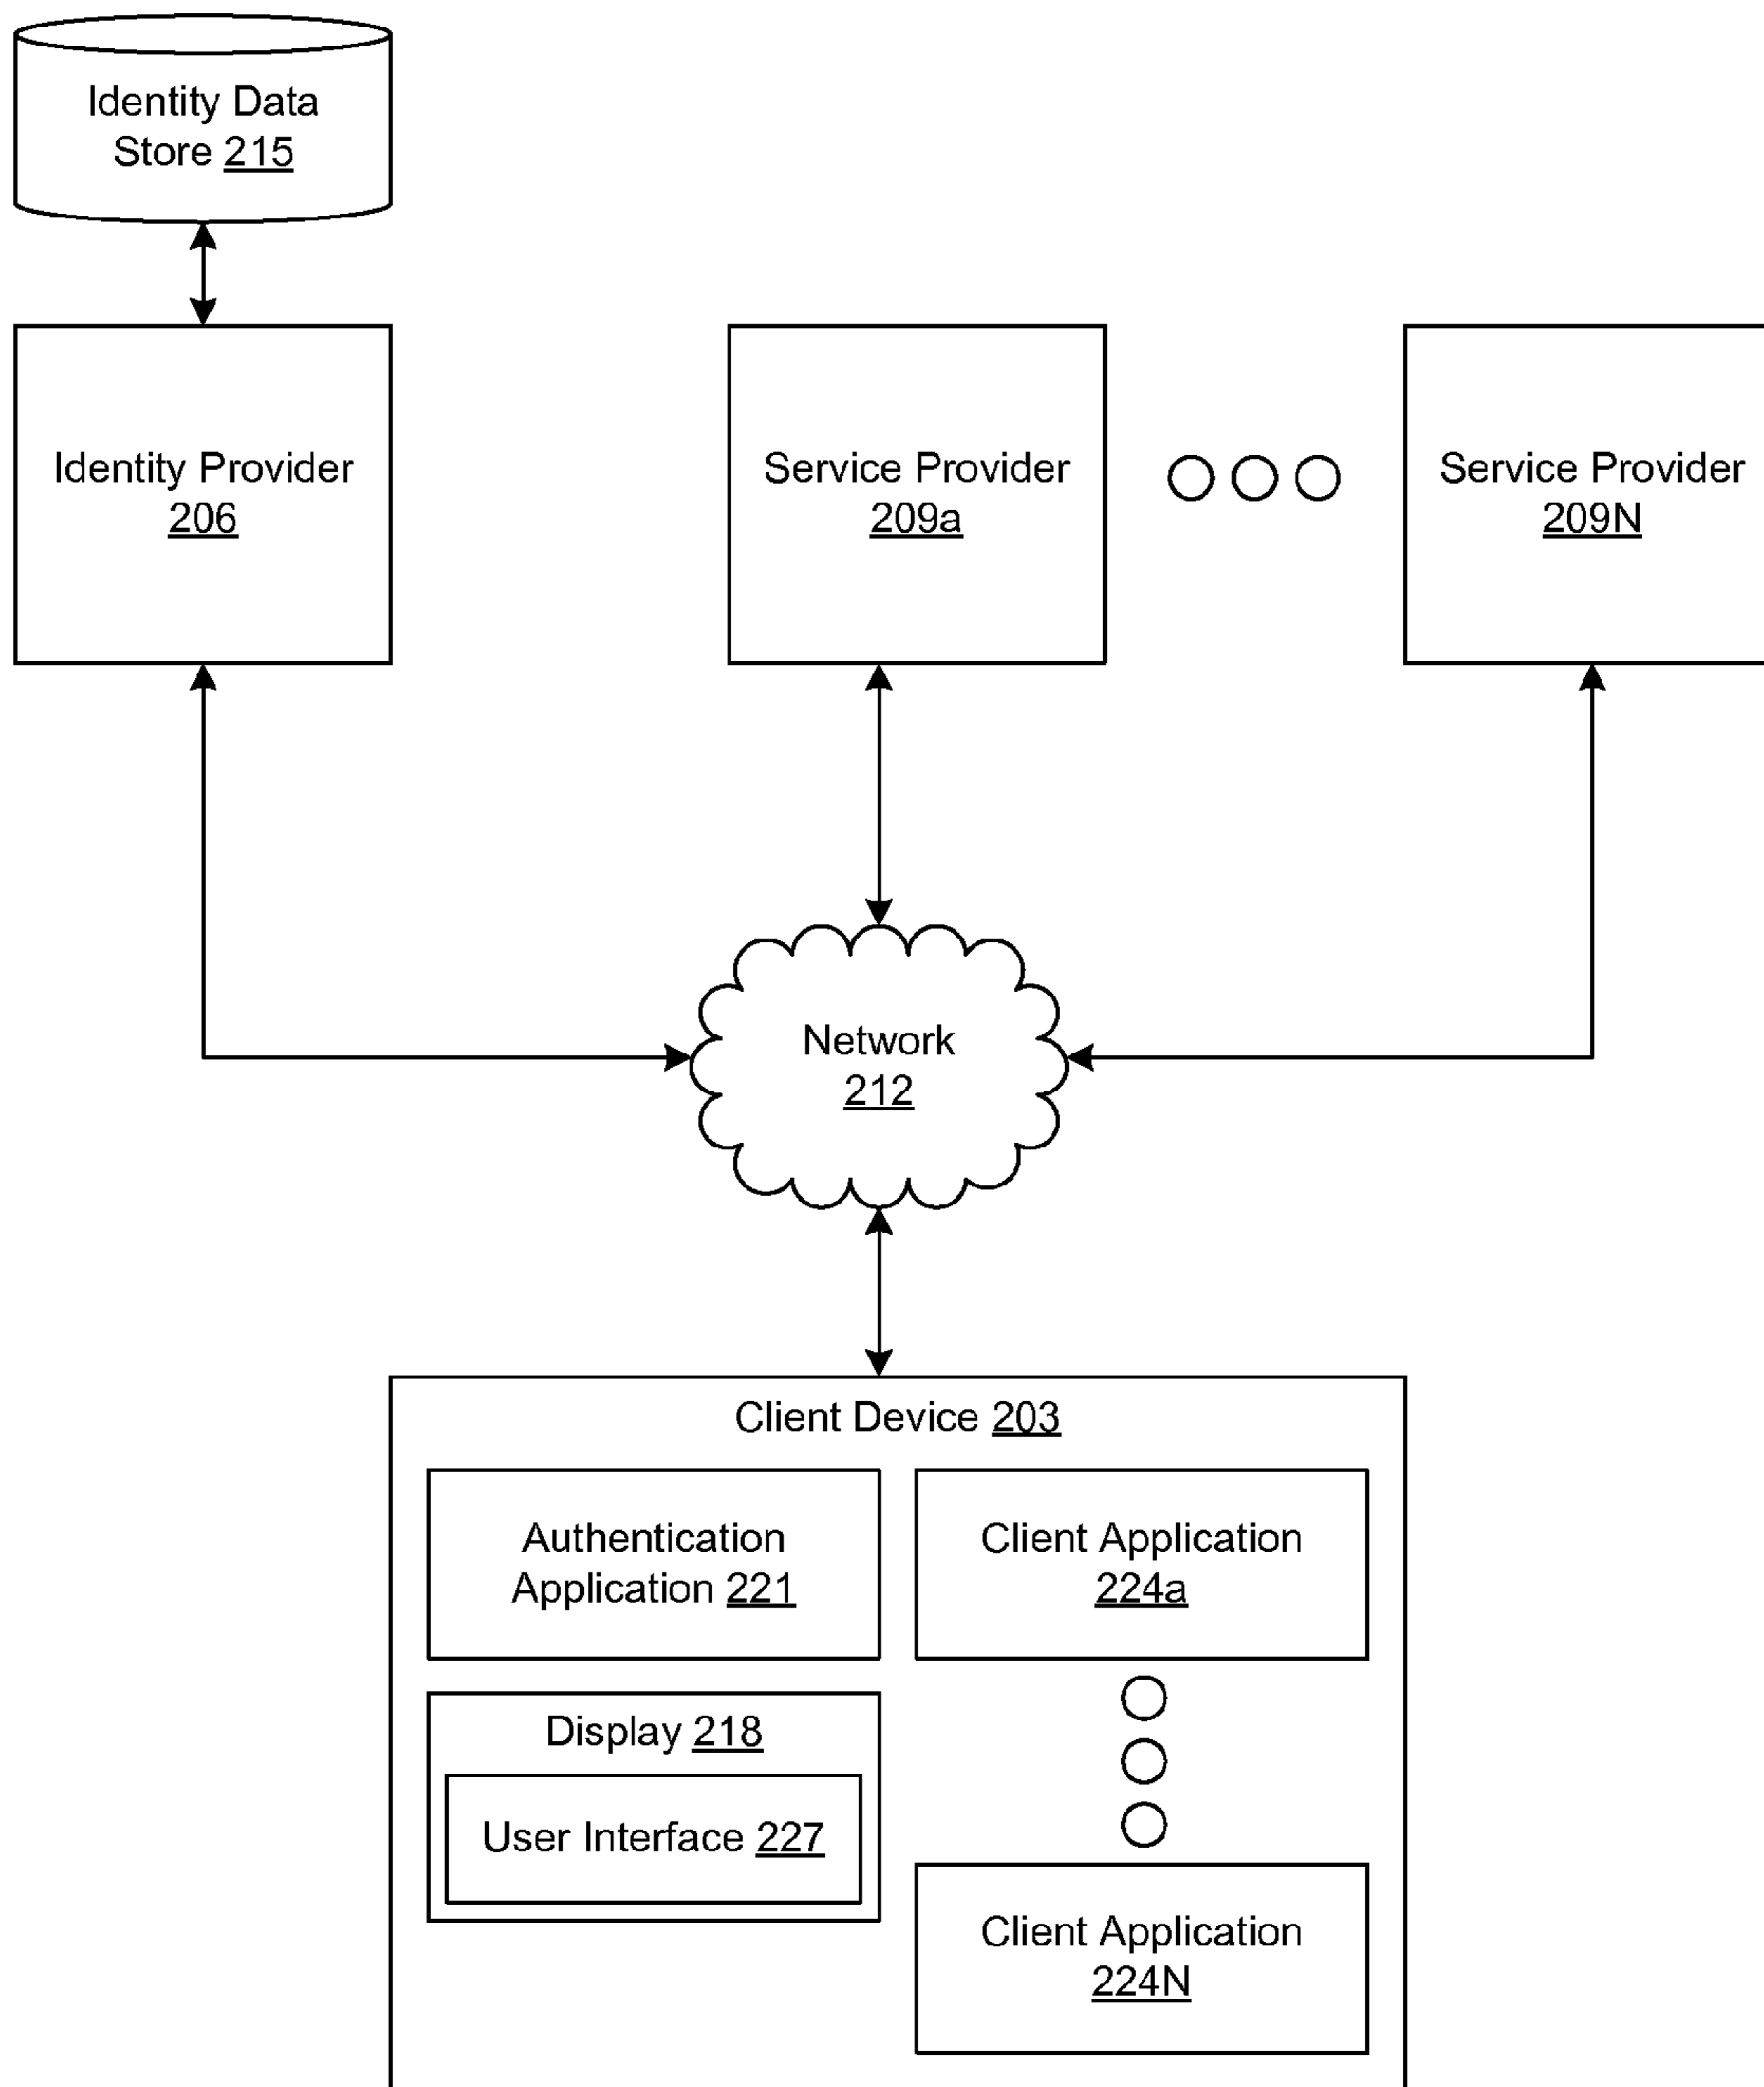 Identity Data
Store 215
Identity Provider
206
Service Provider
209a
Service Provider
209N
Network
212
Client Device 203
Authentication
Application 221
Client Application
224a
Display 218
User Interface 227
Client Application
224N